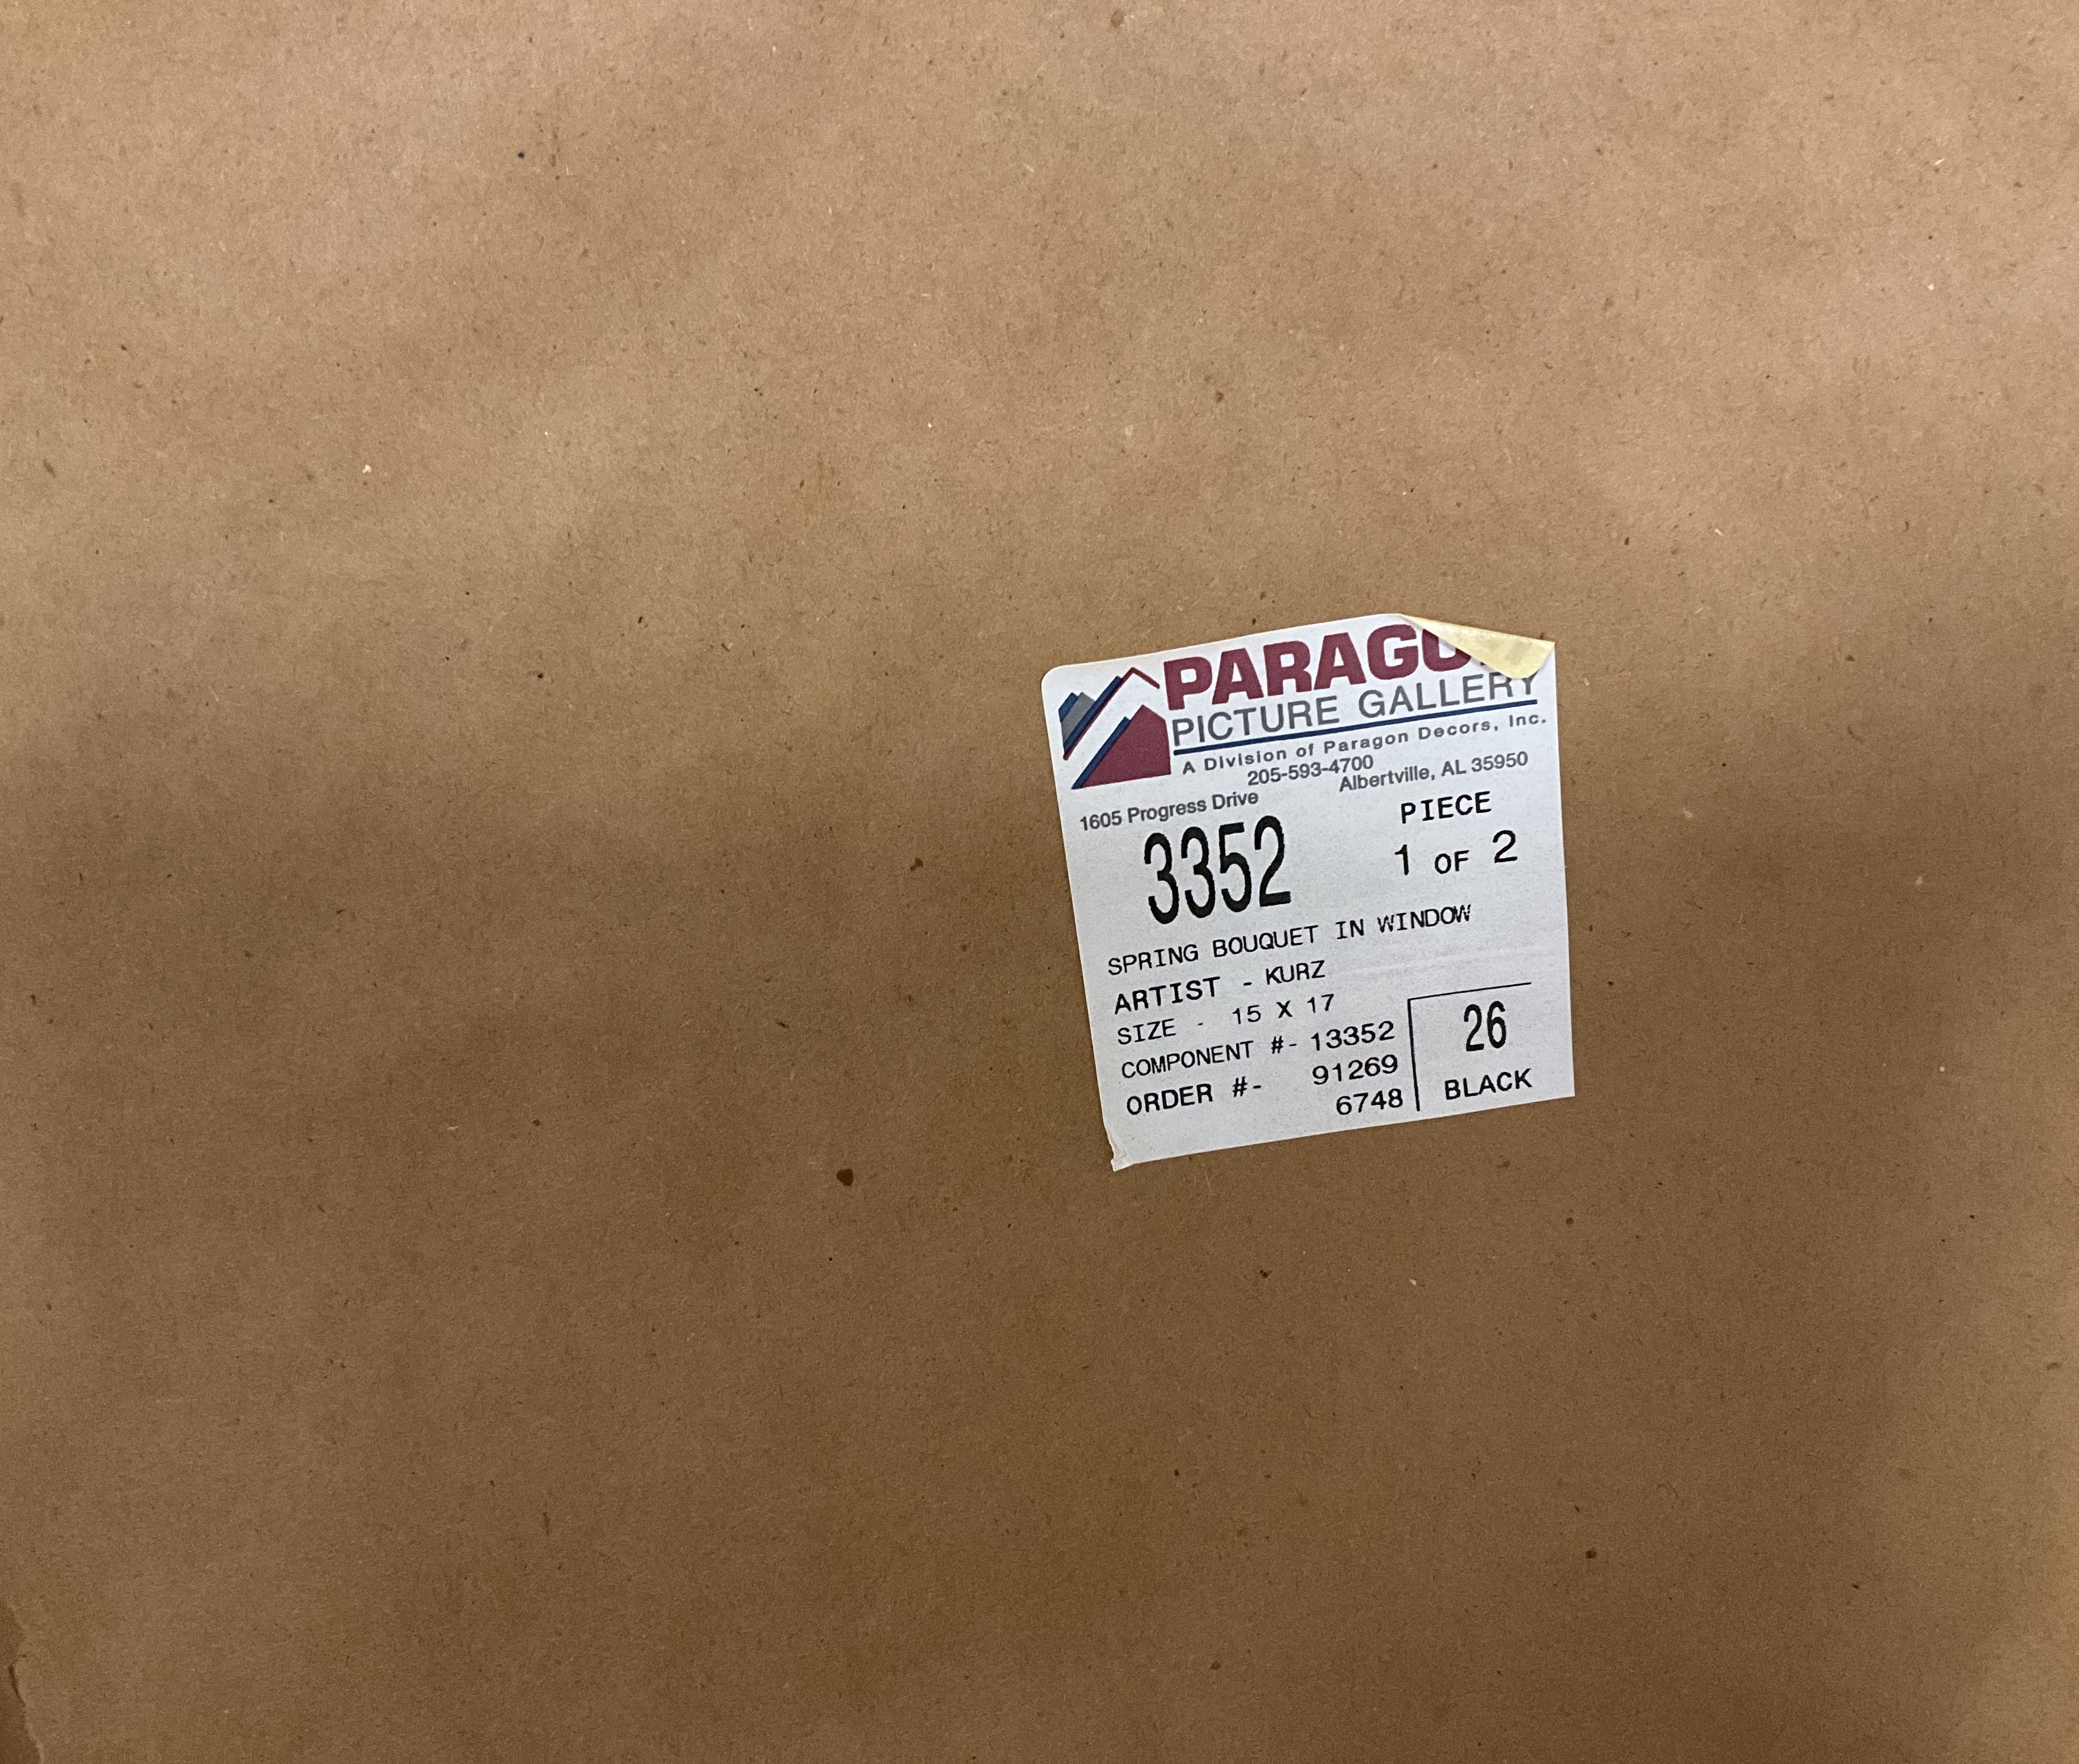 PARAGO
PICTURE GALLERY
A Division of Paragon Decors, Inc.
205-593-4700
1605 Progress Drive Albertville, AL 35950
3352
PIECE
1 OF 2
SPRING BOUQUET IN WINDOW
ARTIST - KURZ
SIZE - 15 X 17
COMPONENT #- 13352
ORDER #- 91269
6748
26
BLACK